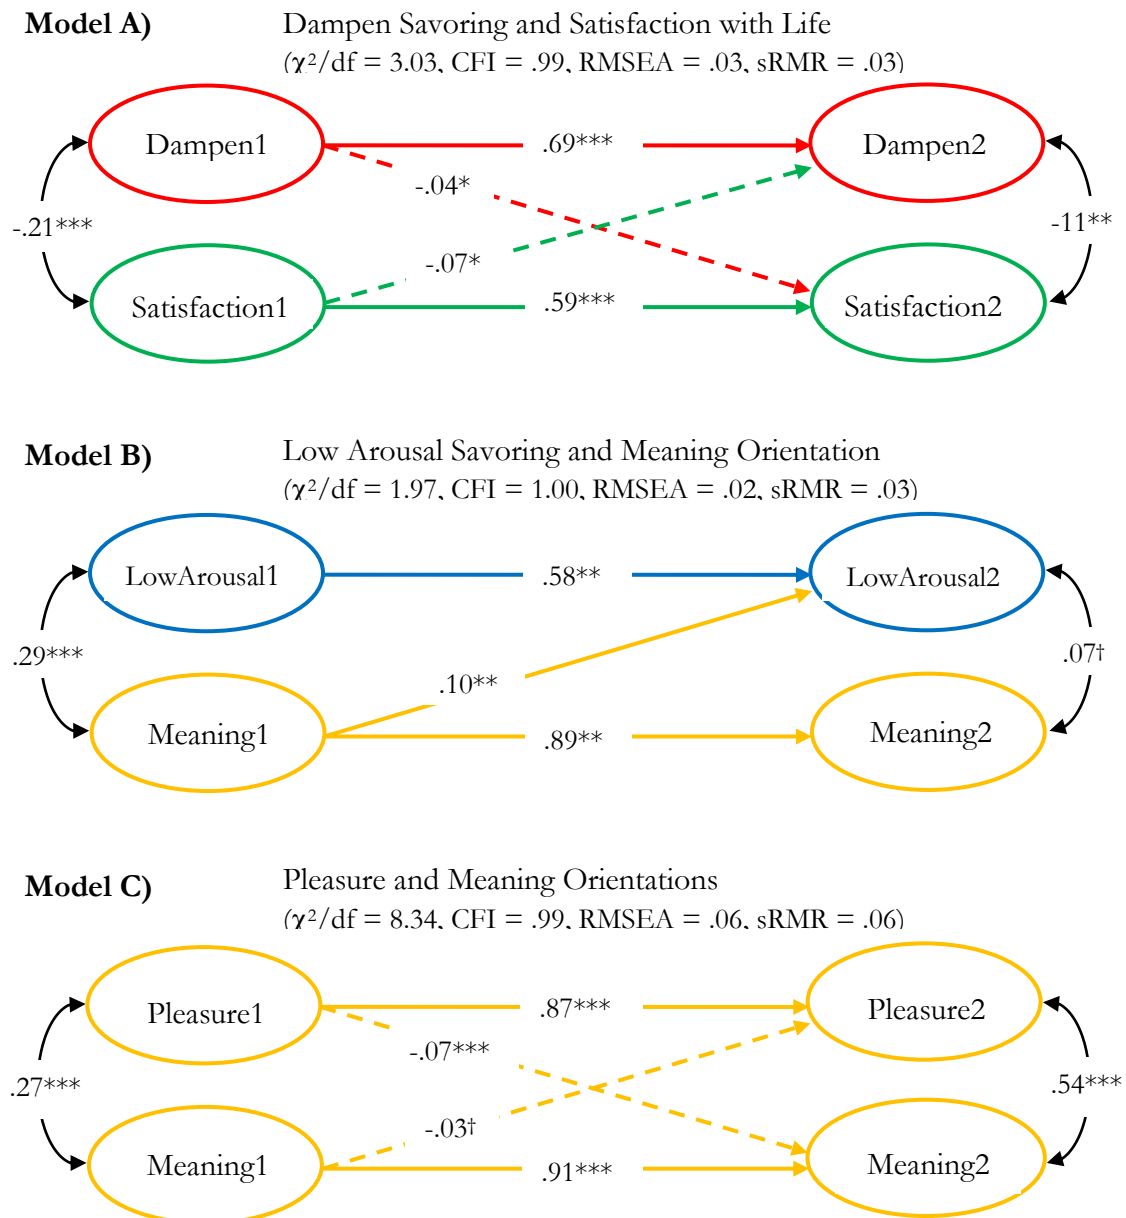 Model A)
Dampen Savoring and Satisfaction with Life
(χ²/df = 3.03, CFI = .99, RMSEA = .03, sRMR = .03)
Dampen1
.69***
Dampen2
-.04*
-.21***
-11**
-.07*
Satisfaction1
.59***
Satisfaction2
Model B)
Low Arousal Savoring and Meaning Orientation
(χ²/df = 1.97, CFI = 1.00, RMSEA = .02, sRMR = .03)
LowArousal1
.58**
LowArousal2
.29***
.07†
.10**
Meaning1
.89**
Meaning2
Model C)
Pleasure and Meaning Orientations
(χ²/df = 8.34, CFI = .99, RMSEA = .06, sRMR = .06)
Pleasure1
.87***
Pleasure2
-.07***
.27***
.54***
-.03†
Meaning1
.91***
Meaning2